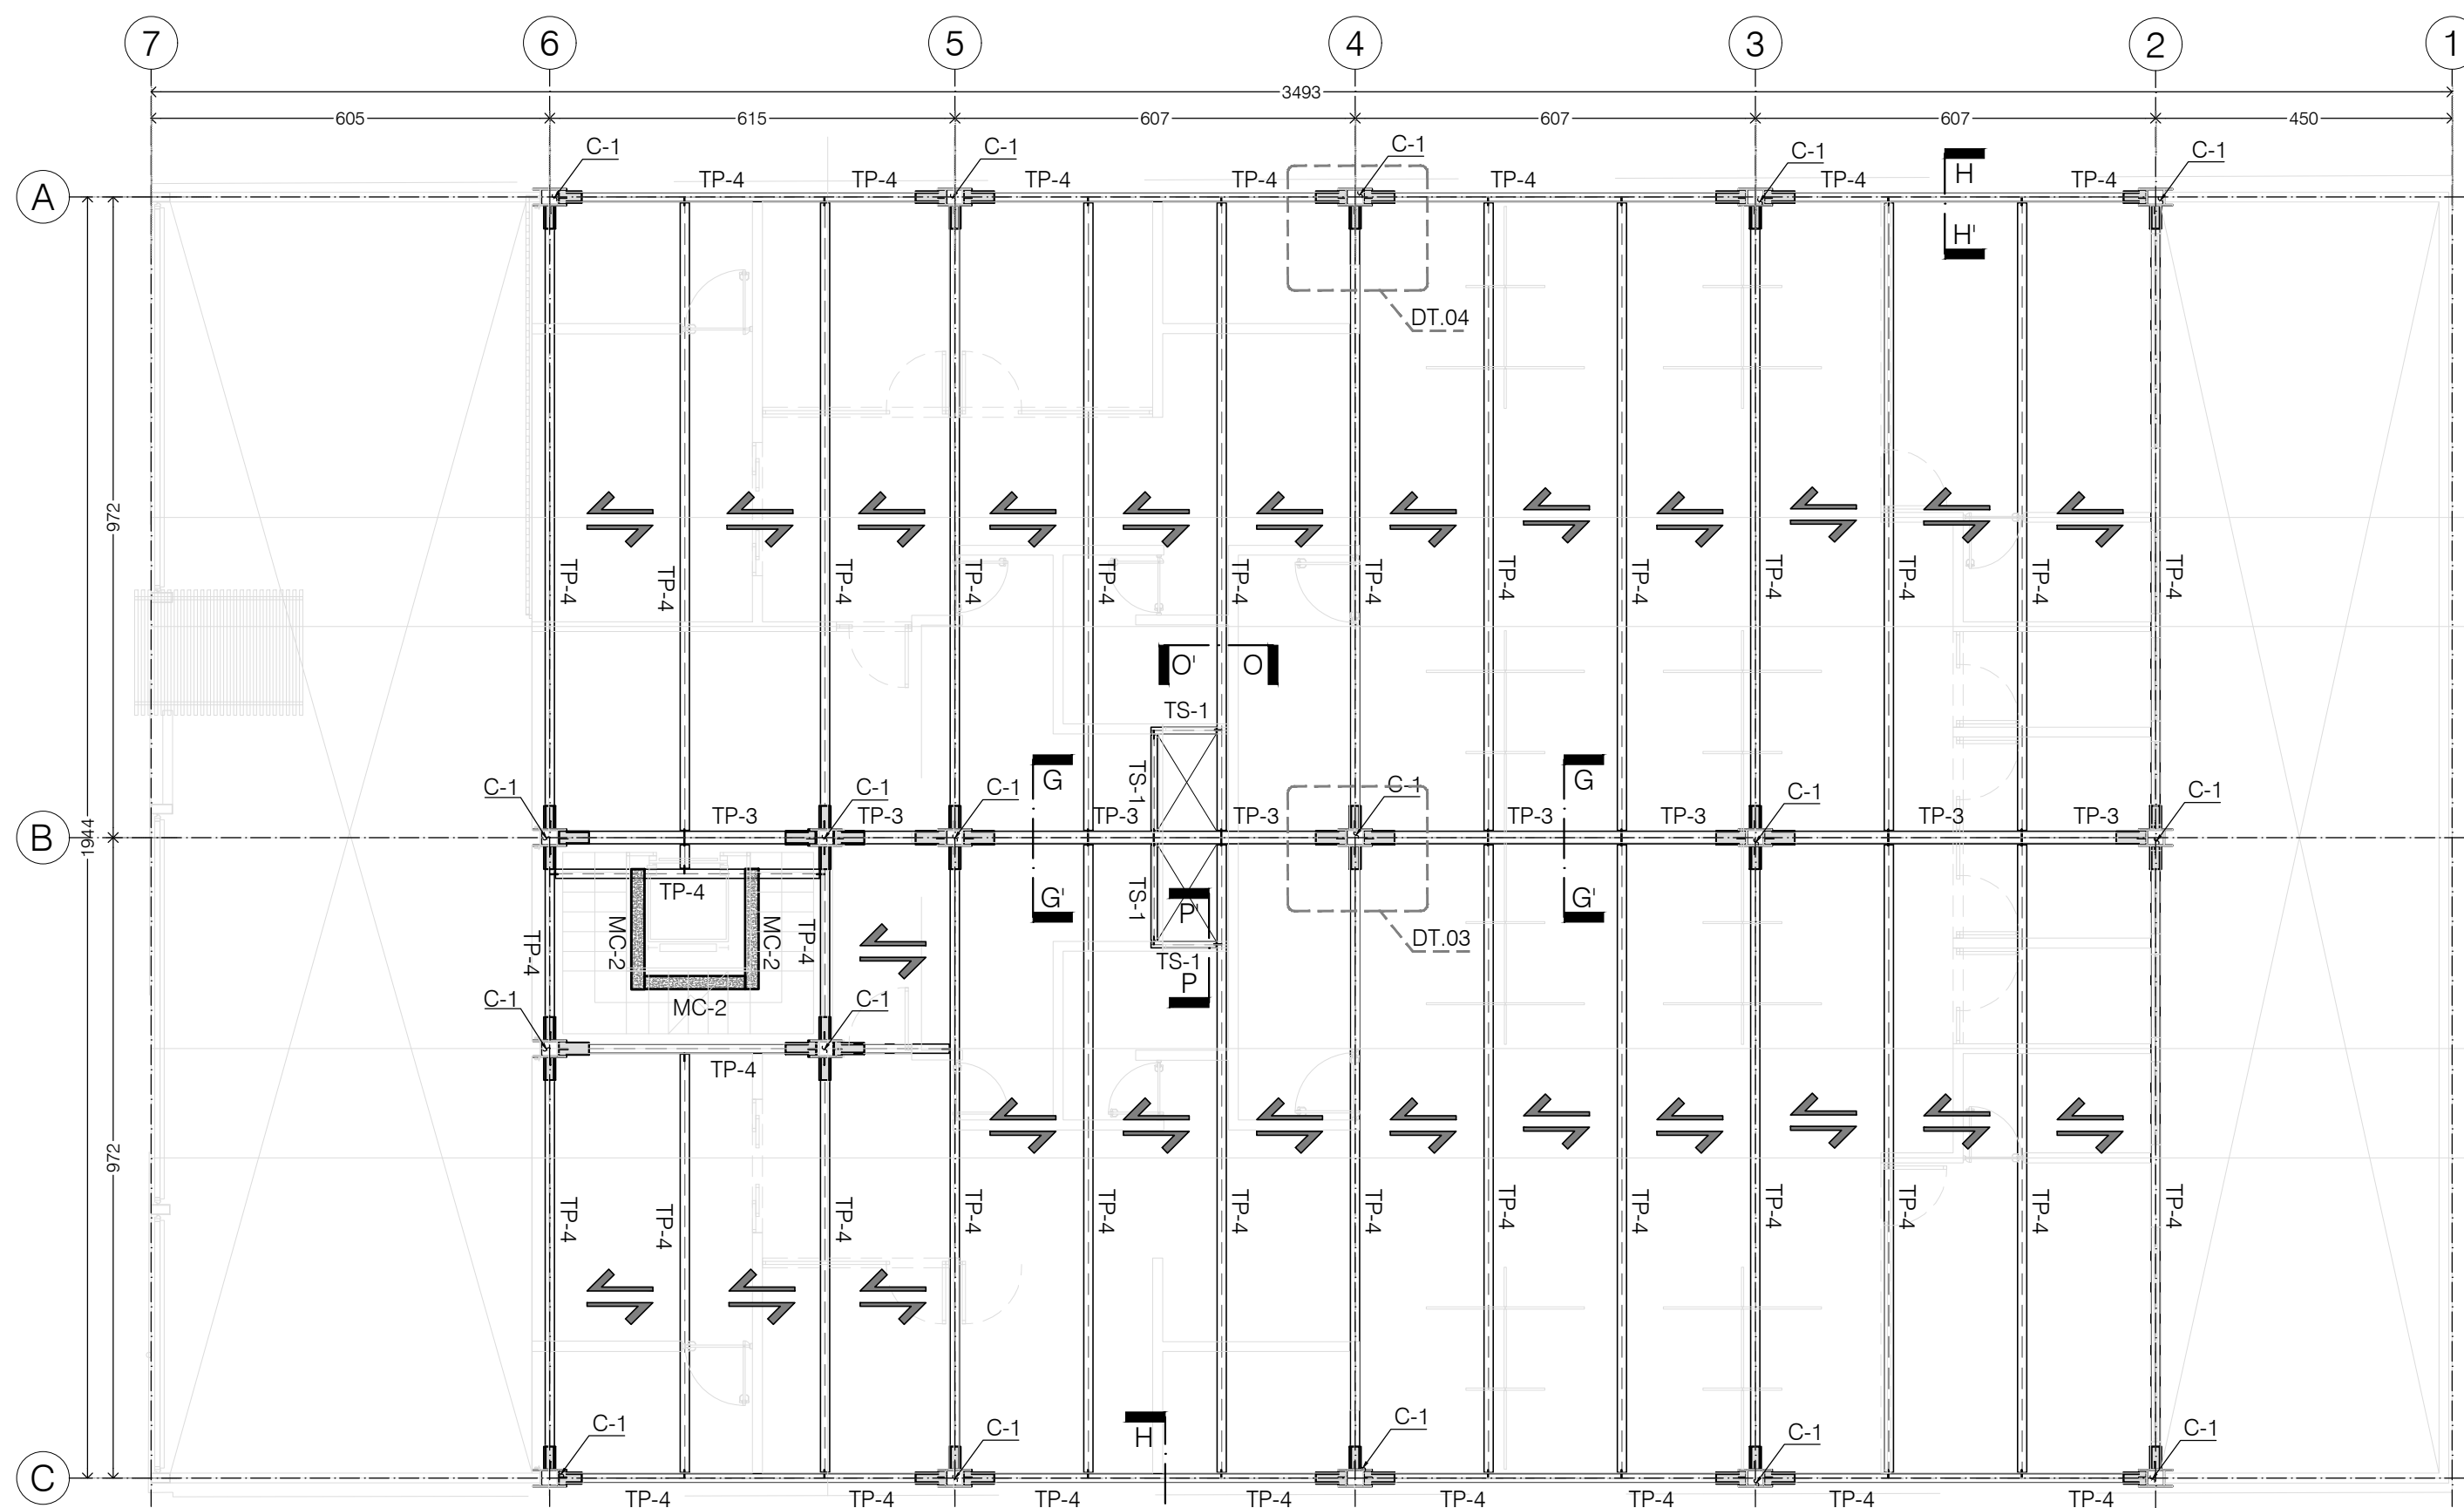 7 6 5 4 3 2 1
3493
605 615 607 607 607 450
C-1 C-1 C-1 C-1 C-1
A
TP-4 TP-4 TP-4 TP-4 TP-4 TP-4 TP-4
H
H'
DT.04
972
TP-4 TP-4 TP-4 TP-4 TP-4 TP-4 TP-4 TP-4 TP-4 TP-4 TP-4 TP-4 TP-4
O' O
TS-1
TS-1
G G
C-1 C-1 C-1 C-1 C-1 C-1
TP-3 TP-3 TP-3 TP-3 TP-3 TP-3 TP-3 TP-3
B
1944
TP-4
TS-1
G' P' G'
MC-2 MC-2
TP-4 TP-4
DT.03
TS-1
P
MC-2
C-1 C-1
TP-4
972
TP-4 TP-4 TP-4 TP-4 TP-4 TP-4 TP-4 TP-4 TP-4 TP-4 TP-4 TP-4 TP-4
C-1 C-1 C-1 C-1 C-1
H
C
TP-4 TP-4 TP-4 TP-4 TP-4 TP-4 TP-4 TP-4